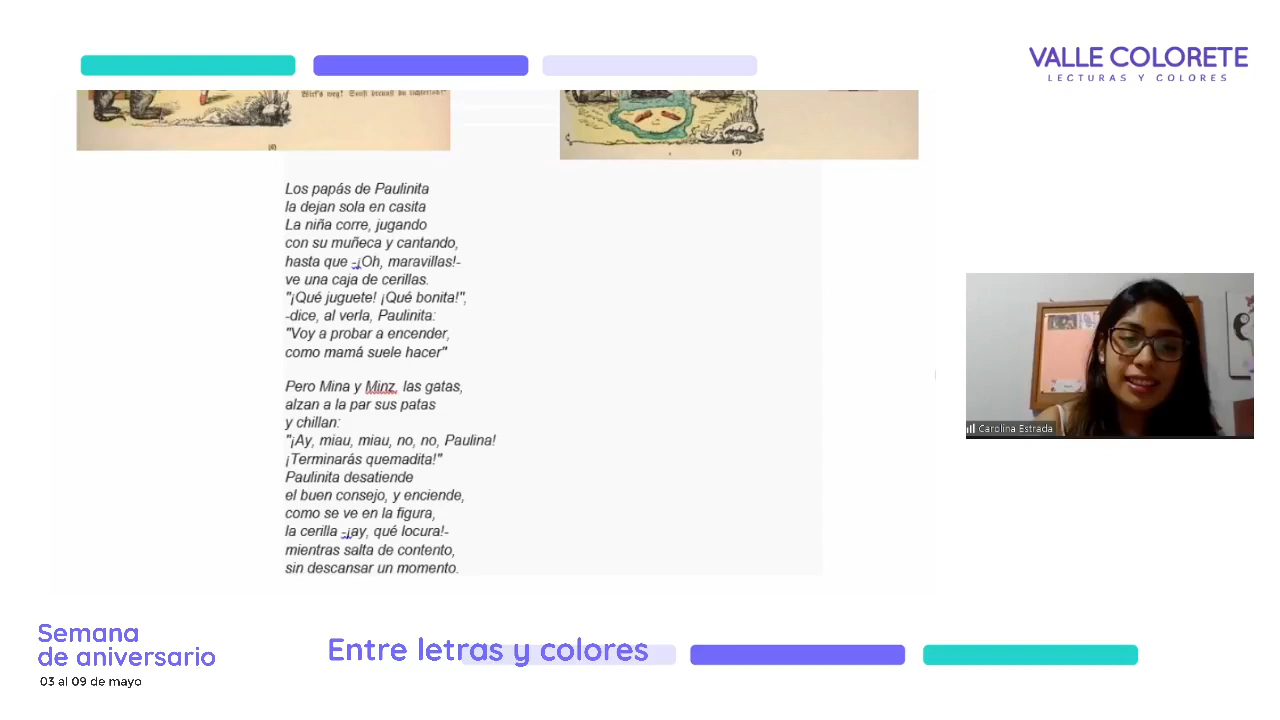 VALLE COLORETE
LECTURAS Y COLORES
(6)
(7)
Los papás de Paulinita
la dejan sola en casita
La niña corre, jugando
con su muñeca y cantando,
hasta que -¡Oh, maravillas!-
ve una caja de cerillas.
"¡Qué juguete! ¡Qué bonita!",
-dice, al verla, Paulinita:
"Voy a probar a encender,
como mamá suele hacer"
Pero Mina y Minz, las gatas,
alzan a la par sus patas
y chillan:
"¡Ay, miau, miau, no, no, Paulina!
¡Terminarás quemadita!"
Paulinita desatiende
el buen consejo, y enciende,
como se ve en la figura,
la cerilla -¡ay, qué locura!-
mientras salta de contento,
sin descansar un momento.
Carolina Estrada
Semana
de aniversario
03 al 09 de mayo
Entre letras y colores